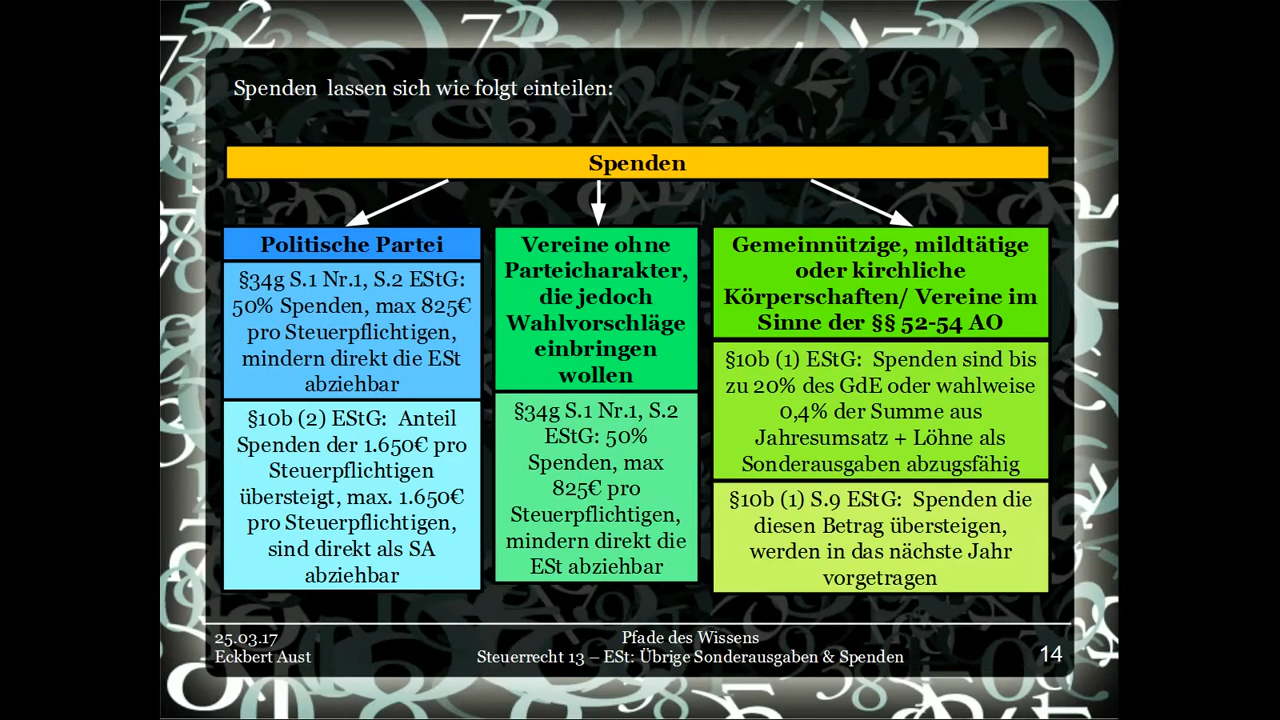 Spenden  lassen sich wie folgt einteilen:
Spenden
Politische Partei
§34g S.1 Nr.1, S.2 EStG:
50% Spenden, max 825€
pro Steuerpflichtigen,
mindern direkt die ESt
abziehbar
§10b (2) EStG:  Anteil
Spenden der 1.650€ pro
Steuerpflichtigen
übersteigt, max. 1.650€
pro Steuerpflichtigen,
sind direkt als SA
abziehbar
Vereine ohne
Parteicharakter,
die jedoch
Wahlvorschläge
einbringen
wollen
§34g S.1 Nr.1, S.2
EStG: 50%
Spenden, max
825€ pro
Steuerpflichtigen,
mindern direkt die
ESt abziehbar
Gemeinnützige, mildtätige
oder kirchliche
Körperschaften/ Vereine im
Sinne der §§ 52-54 AO
§10b (1) EStG:  Spenden sind bis
zu 20% des GdE oder wahlweise
0,4% der Summe aus
Jahresumsatz + Löhne als
Sonderausgaben abzugsfähig
§10b (1) S.9 EStG:  Spenden die
diesen Betrag übersteigen,
werden in das nächste Jahr
vorgetragen
25.03.17
Eckbert Aust
Pfade des Wissens
Steuerrecht 13 – ESt: Übrige Sonderausgaben & Spenden
14